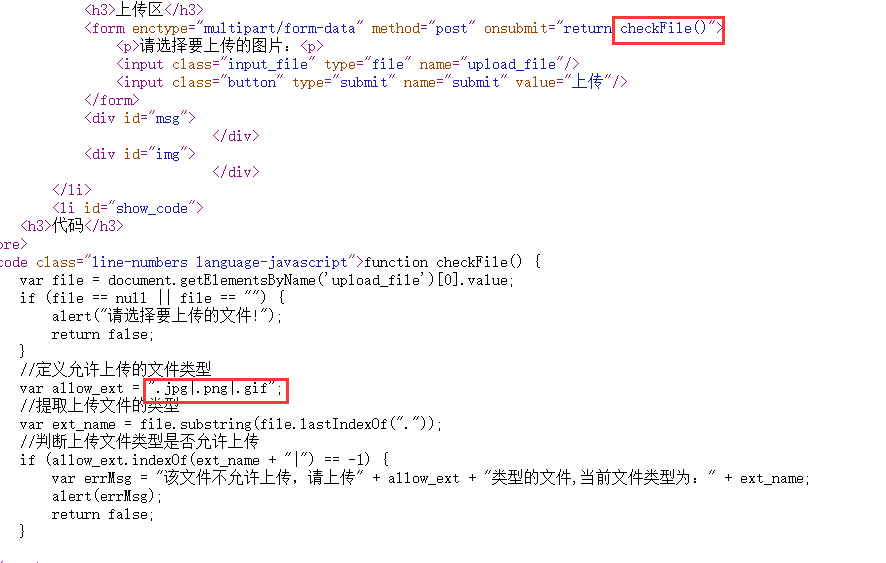 <h3>上传区</h3>
<form enctype="multipart/form-data" method="post" onsubmit="return checkFile()">
<p>请选择要上传的图片：<p>
<input class="input_file" type="file" name="upload_file"/>
<input class="button" type="submit" name="submit" value="上传"/>
</form>
<div id="msg">
</div>
<div id="img">
</div>
</li>
<li id="show_code">
<h3>代码</h3>
ore>
code class="line-numbers language-javascript">function checkFile() {
var file = document.getElementsByName('upload_file')[0].value;
if (file == null || file == "") {
alert("请选择要上传的文件!");
return false;
}
//定义允许上传的文件类型
var allow_ext = ".jpg|.png|.gif";
//提取上传文件的类型
var ext_name = file.substring(file.lastIndexOf("."));
//判断上传文件类型是否允许上传
if (allow_ext.indexOf(ext_name + "|") == -1) {
var errMsg = "该文件不允许上传，请上传" + allow_ext + "类型的文件,当前文件类型为：" + ext_name;
alert(errMsg);
return false;
}